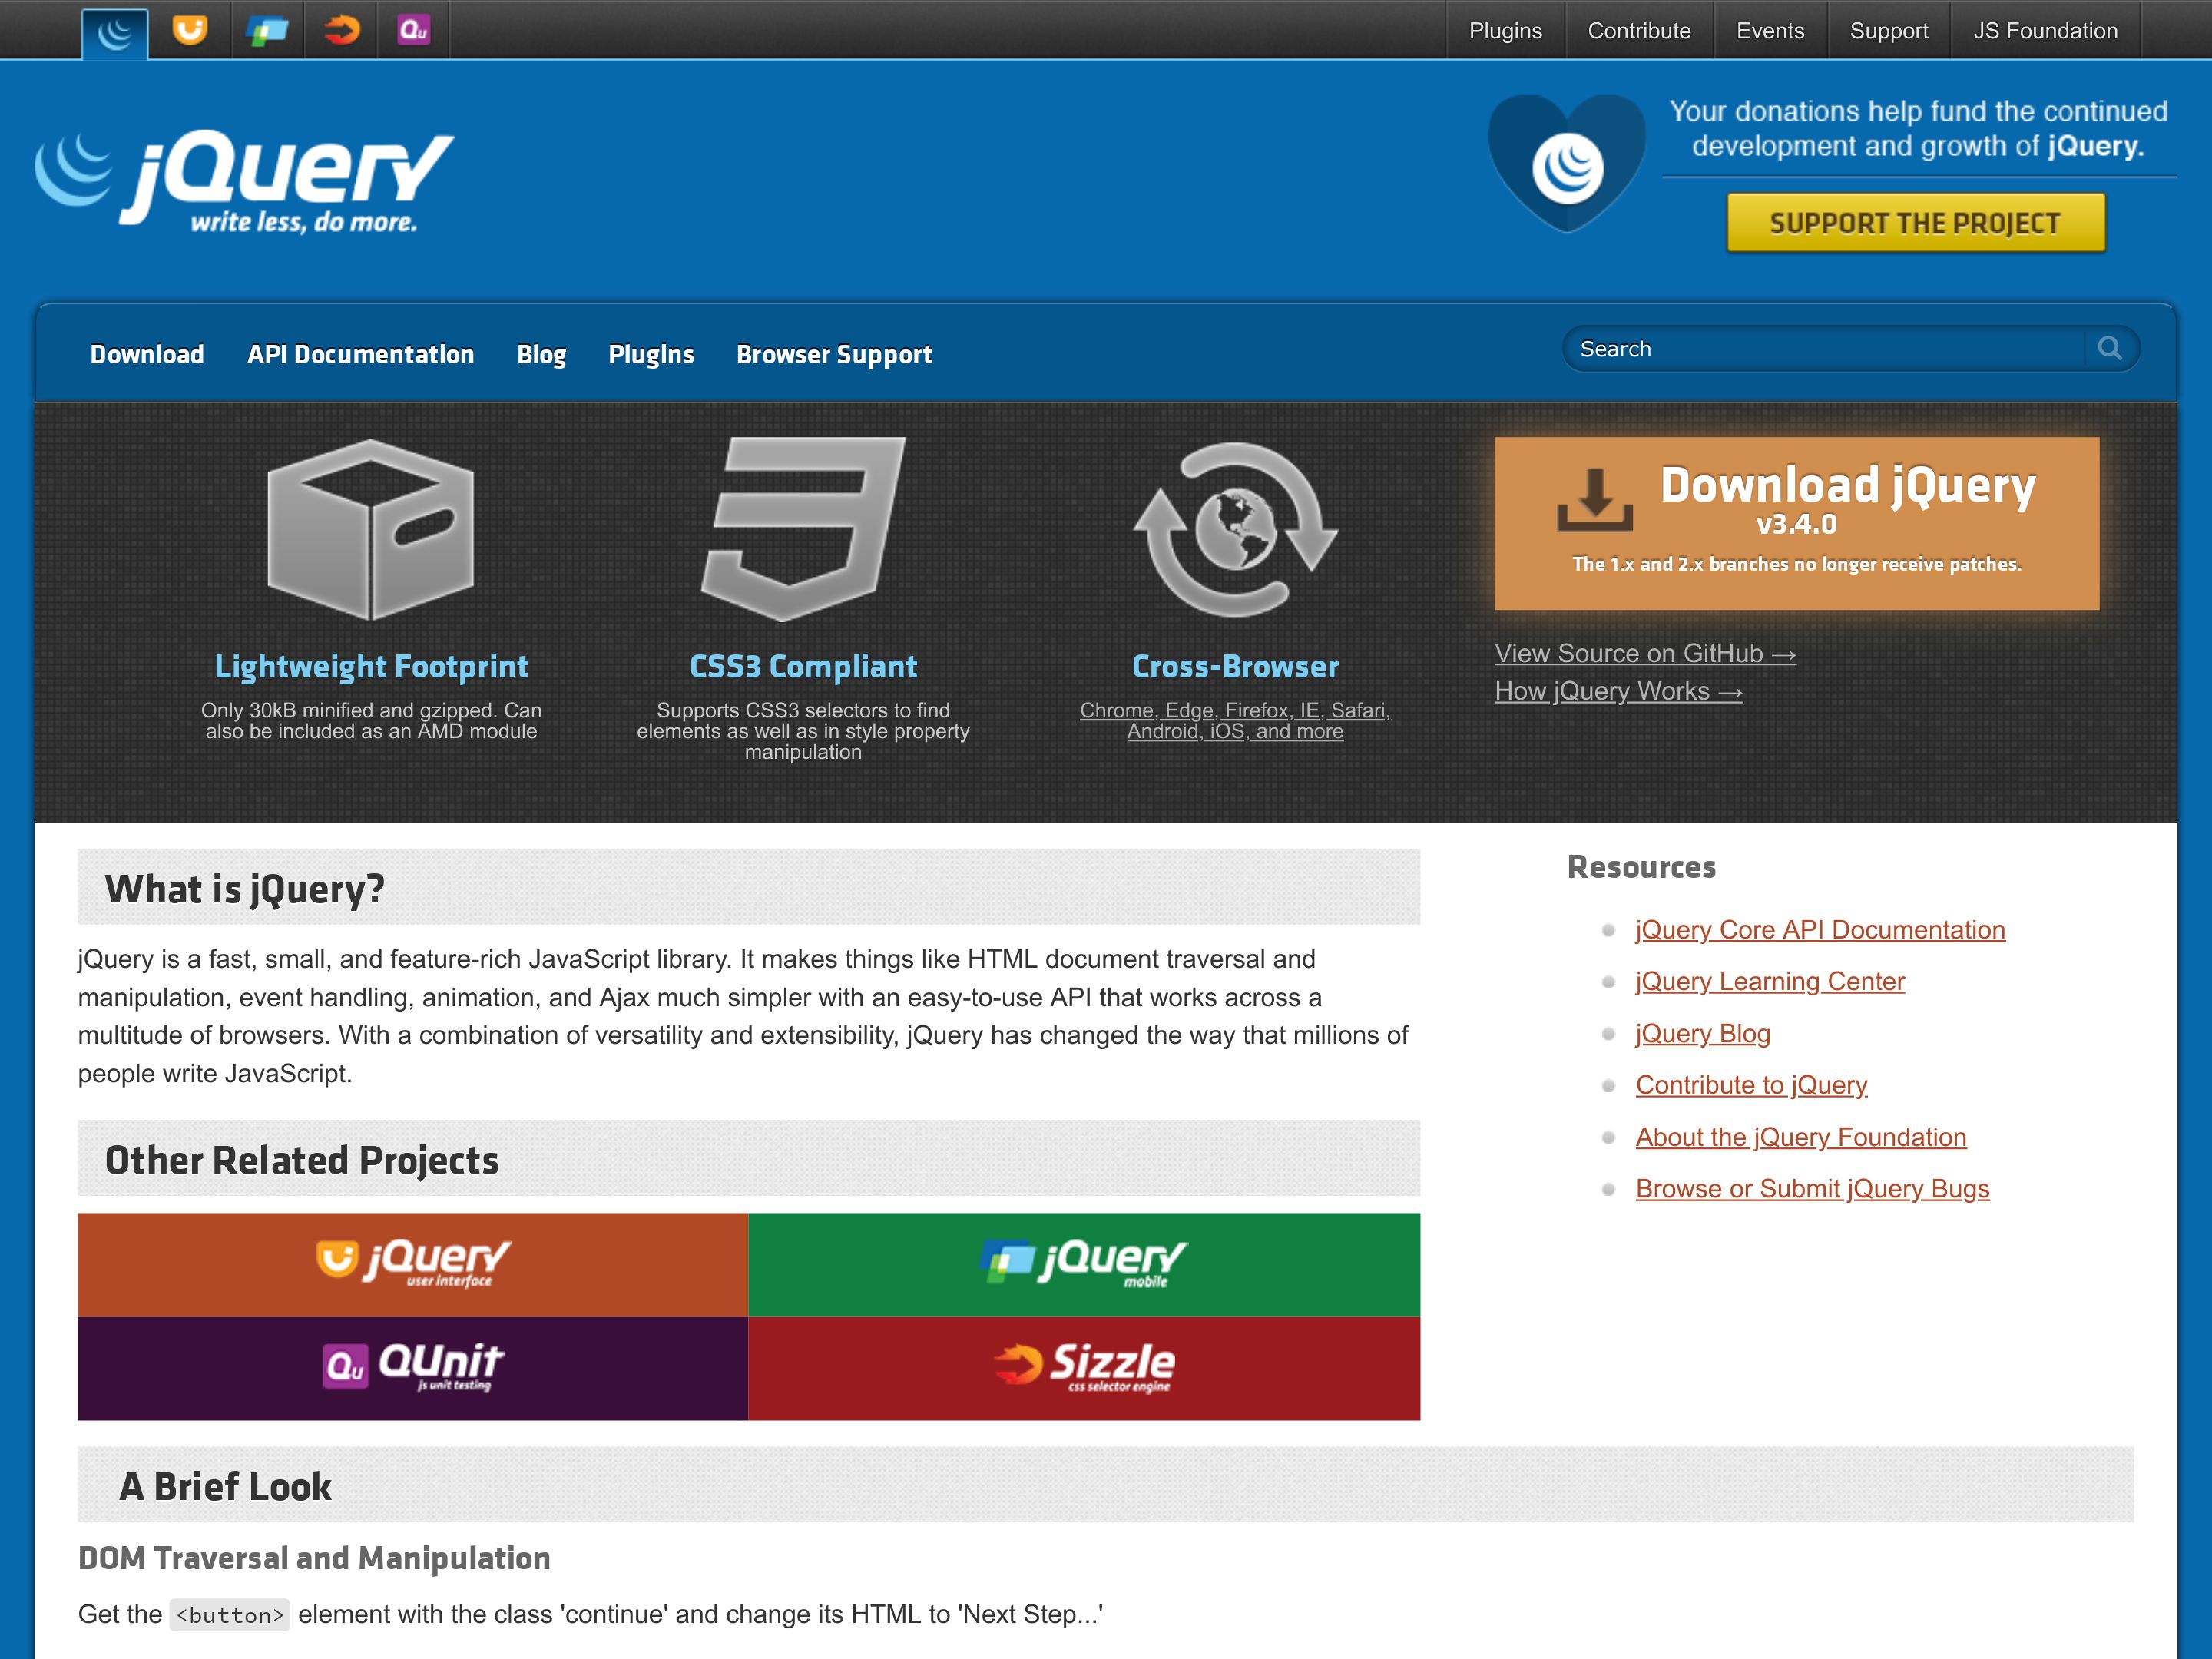 Qu
Plugins Contribute Events Support JS Foundation
jQuery
write less, do more.
Your donations help fund the continued
development and growth of jQuery.
SUPPORT THE PROJECT
Download API Documentation Blog Plugins Browser Support
Search
Lightweight Footprint
Only 30kB minified and gzipped. Can
also be included as an AMD module
CSS3 Compliant
Supports CSS3 selectors to find
elements as well as in style property
manipulation
Cross-Browser
Chrome, Edge, Firefox, IE, Safari,
Android, iOS, and more
Download jQuery
v3.4.0
The 1.x and 2.x branches no longer receive patches.
View Source on GitHub →
How jQuery Works →
What is jQuery?
jQuery is a fast, small, and feature-rich JavaScript library. It makes things like HTML document traversal and
manipulation, event handling, animation, and Ajax much simpler with an easy-to-use API that works across a
multitude of browsers. With a combination of versatility and extensibility, jQuery has changed the way that millions of
people write JavaScript.
Resources
jQuery Core API Documentation
jQuery Learning Center
jQuery Blog
Contribute to jQuery
About the jQuery Foundation
Browse or Submit jQuery Bugs
Other Related Projects
jQuery
user interface
jQuery
mobile
Qu QUnit
js unit testing
Sizzle
css selector engine
A Brief Look
DOM Traversal and Manipulation
Get the <button> element with the class 'continue' and change its HTML to 'Next Step...'